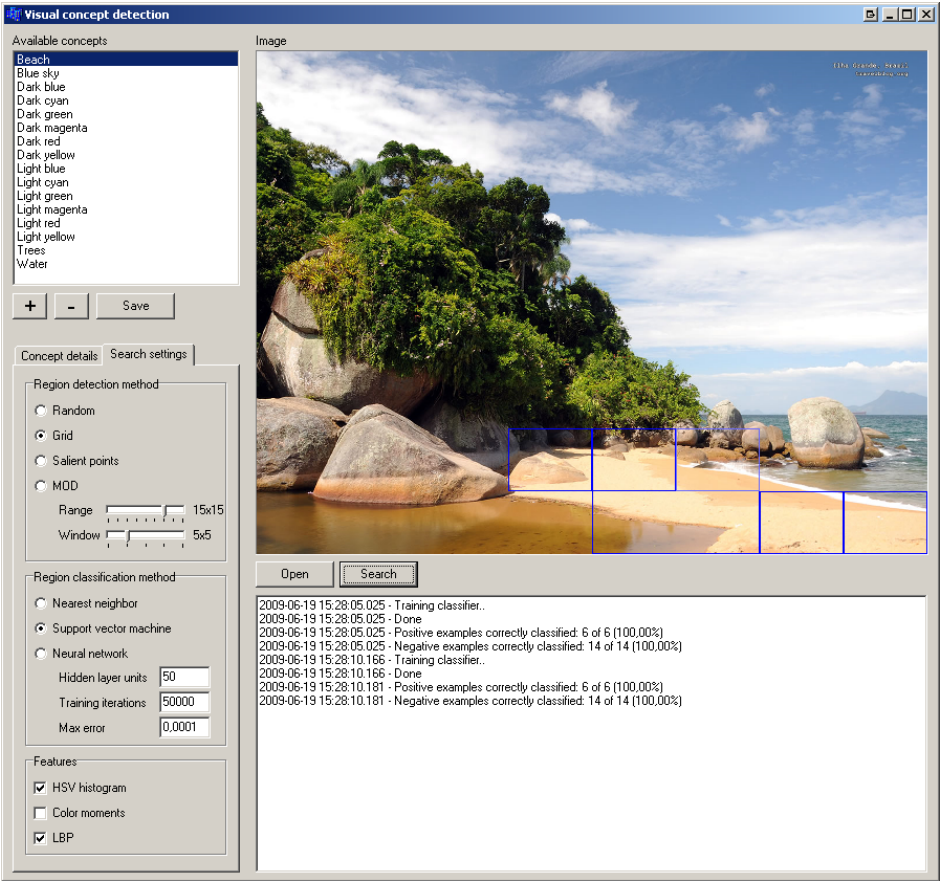 Visual concept detection
Available concepts
Beach
Blue sky
Dark blue
Dark cyan
Dark green
Dark magenta
Dark red
Dark yellow
Light blue
Light cyan
Light green
Light magenta
Light red
Light yellow
Trees
Water
+ - Save
Concept details Search settings
Region detection method
Random
Grid
Salient points
MOD
Range 15x15
Window 5x5
Region classification method
Nearest neighbor
Support vector machine
Neural network
Hidden layer units 50
Training iterations 50000
Max error 0,0001
Features
HSV histogram
Color moments
LBP
Image
Ilha Grande, Brasil
Open Search
2009-06-19 15:28:05.025 - Training classifier..
2009-06-19 15:28:05.025 - Done
2009-06-19 15:28:05.025 - Positive examples correctly classified: 6 of 6 (100,00%)
2009-06-19 15:28:05.025 - Negative examples correctly classified: 14 of 14 (100,00%)
2009-06-19 15:28:10.166 - Training classifier..
2009-06-19 15:28:10.166 - Done
2009-06-19 15:28:10.181 - Positive examples correctly classified: 6 of 6 (100,00%)
2009-06-19 15:28:10.181 - Negative examples correctly classified: 14 of 14 (100,00%)